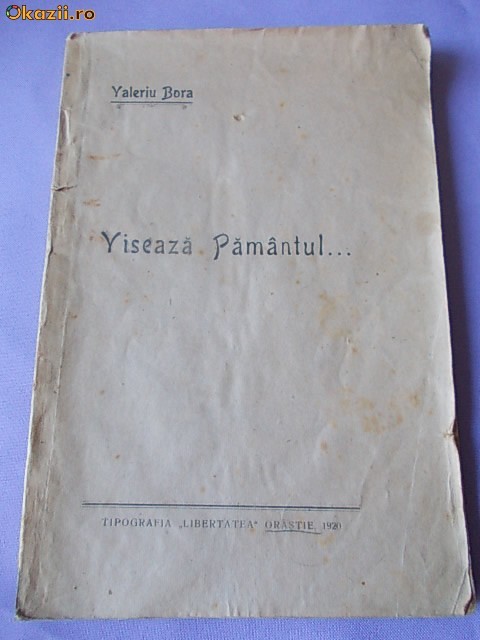 Okazii.ro
Valeriu Bora
Visează Pământul...
TIPOGRAFIA „LIBERTATEA" ORĂȘTIE, 1920